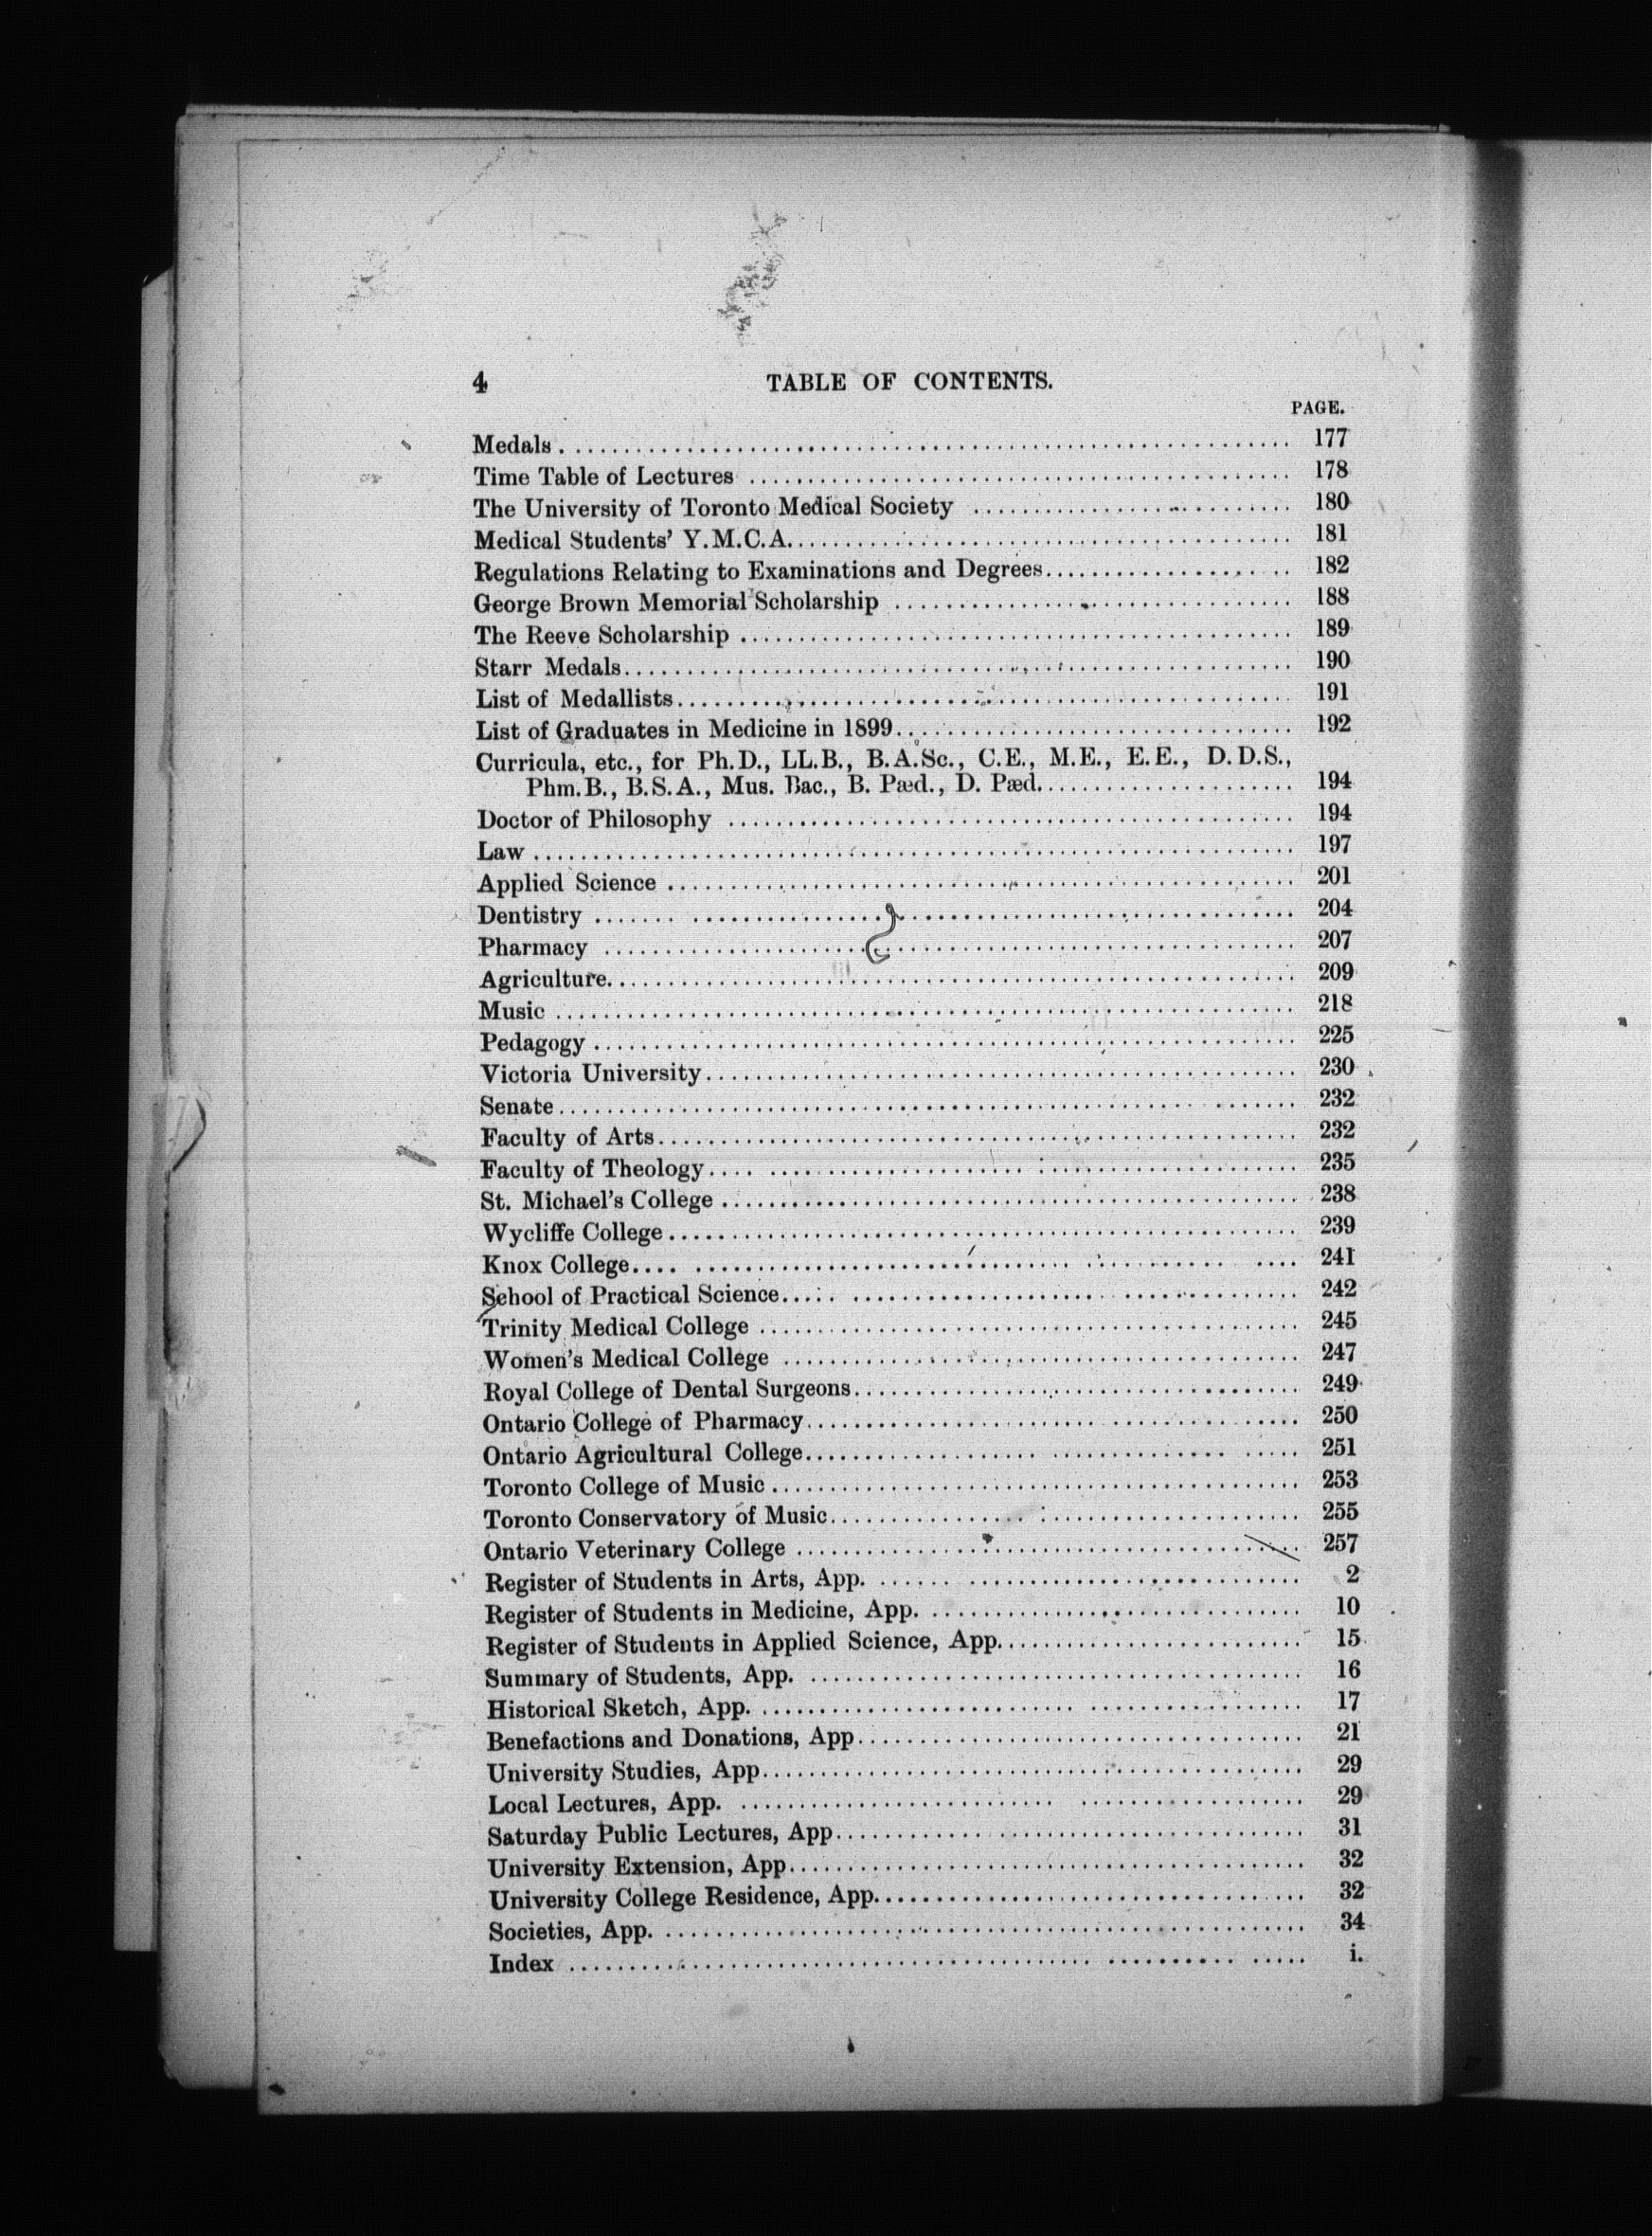 4 TABLE OF CONTENTS.
PAGE.
Medals 177
Time Table of Lectures 178
The University of Toronto Medical Society 180
Medical Students' Y.M.C.A. 181
Regulations Relating to Examinations and Degrees 182
George Brown Memorial Scholarship 188
The Reeve Scholarship 189
Starr Medals 190
List of Medallists 191
List of Graduates in Medicine in 1899 192
Curricula, etc., for Ph.D., LL.B., B.A.Sc., C.E., M.E., E.E., D.D.S.,
Phm.B., B.S.A., Mus. Bac., B. Pæd., D. Pæd. 194
Doctor of Philosophy 194
Law 197
Applied Science 201
Dentistry 204
Pharmacy 207
Agriculture 209
Music 218
Pedagogy 225
Victoria University 230
Senate 232
Faculty of Arts 232
Faculty of Theology 235
St. Michael's College 238
Wycliffe College 239
Knox College 241
School of Practical Science 242
Trinity Medical College 245
Women's Medical College 247
Royal College of Dental Surgeons 249
Ontario College of Pharmacy 250
Ontario Agricultural College 251
Toronto College of Music 253
Toronto Conservatory of Music 255
Ontario Veterinary College 257
Register of Students in Arts, App. 2
Register of Students in Medicine, App. 10
Register of Students in Applied Science, App. 15
Summary of Students, App. 16
Historical Sketch, App. 17
Benefactions and Donations, App. 21
University Studies, App. 29
Local Lectures, App. 29
Saturday Public Lectures, App. 31
University Extension, App. 32
University College Residence, App. 32
Societies, App. 34
Index i.